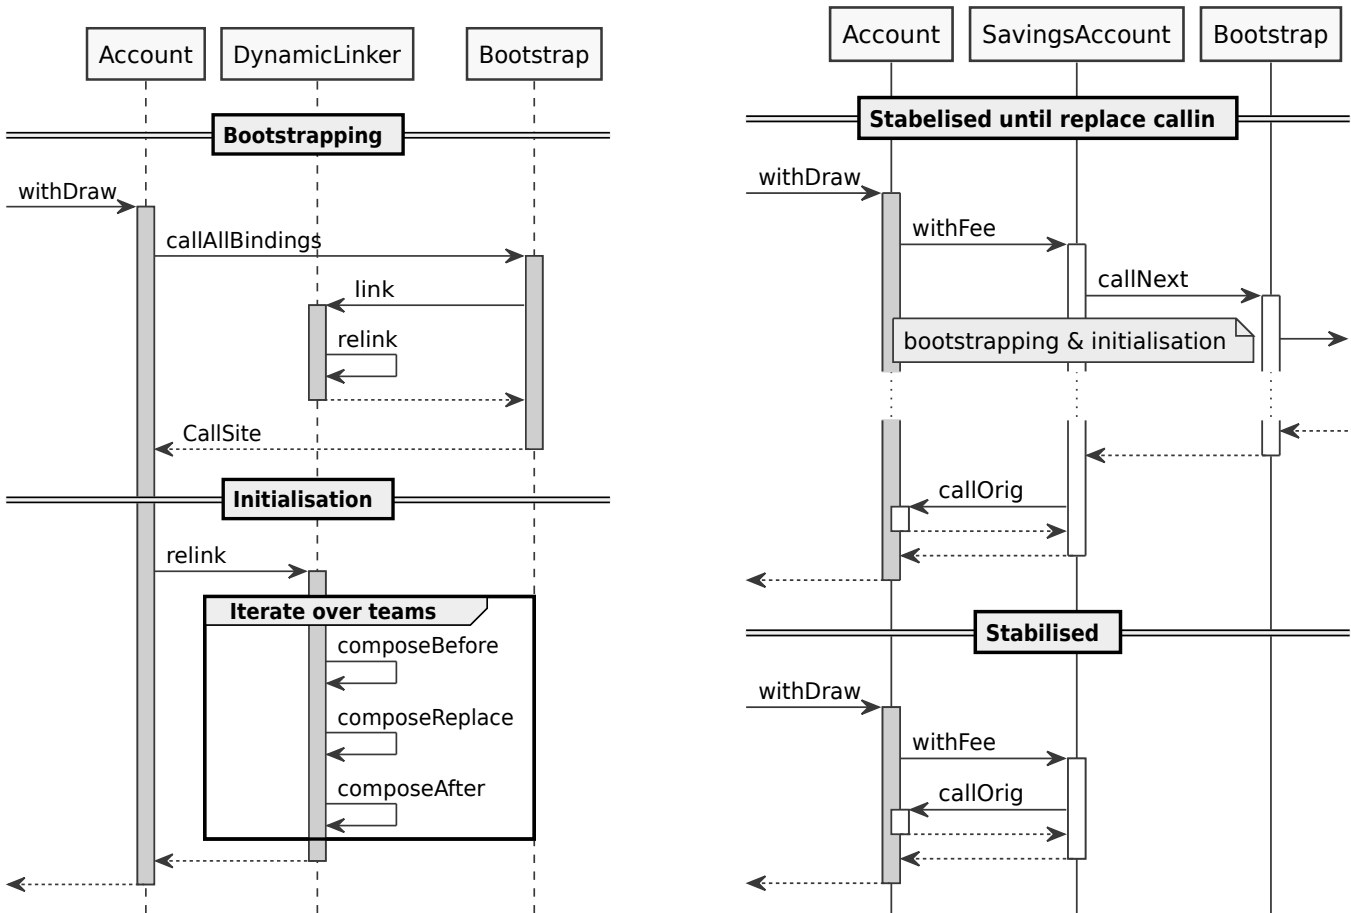 Account
DynamicLinker
Bootstrap
Bootstrapping
withDraw
callAllBindings
link
relink
CallSite
Initialisation
relink
Iterate over teams
composeBefore
composeReplace
composeAfter
Account
SavingsAccount
Bootstrap
Stabelised until replace callin
withDraw
withFee
callNext
bootstrapping & initialisation
callOrig
Stabilised
withDraw
withFee
callOrig